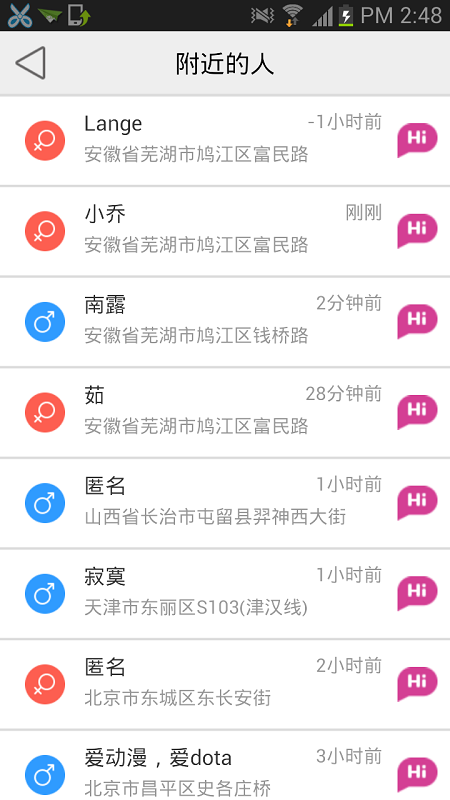 PM 2:48
附近的人
Lange -1小时前
安徽省芜湖市鸠江区富民路
Hi
小乔 刚刚
安徽省芜湖市鸠江区富民路
Hi
南露 2分钟前
安徽省芜湖市鸠江区钱桥路
Hi
茹 28分钟前
安徽省芜湖市鸠江区富民路
Hi
匿名 1小时前
山西省长治市屯留县羿神西大街
Hi
寂寞 1小时前
天津市东丽区S103(津汉线)
Hi
匿名 2小时前
北京市东城区东长安街
Hi
爱动漫，爱dota 3小时前
北京市昌平区史各庄桥
Hi